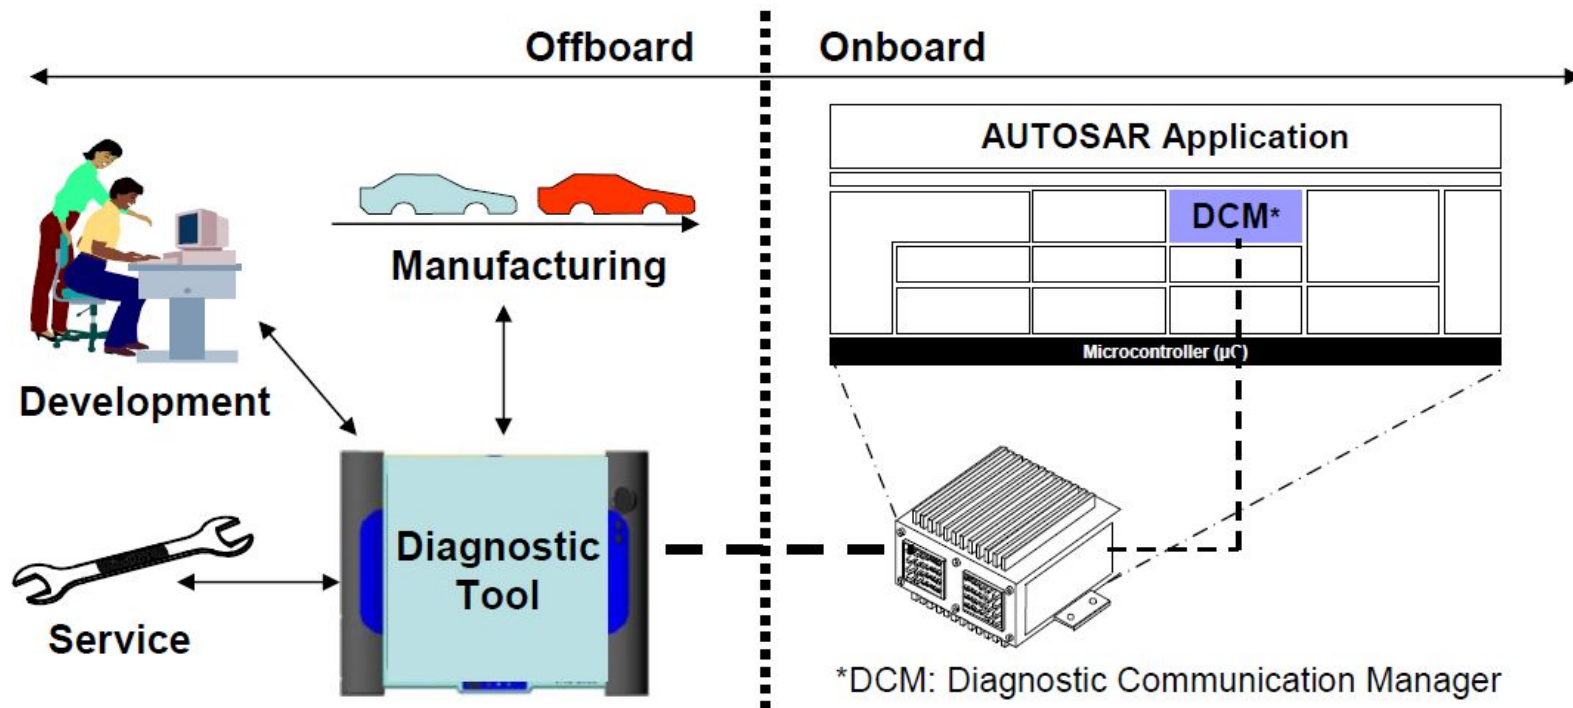 Offboard
Onboard
AUTOSAR Application
DCM*
Manufacturing
Microcontroller (µC)
Development
Diagnostic
Tool
Service
*DCM: Diagnostic Communication Manager